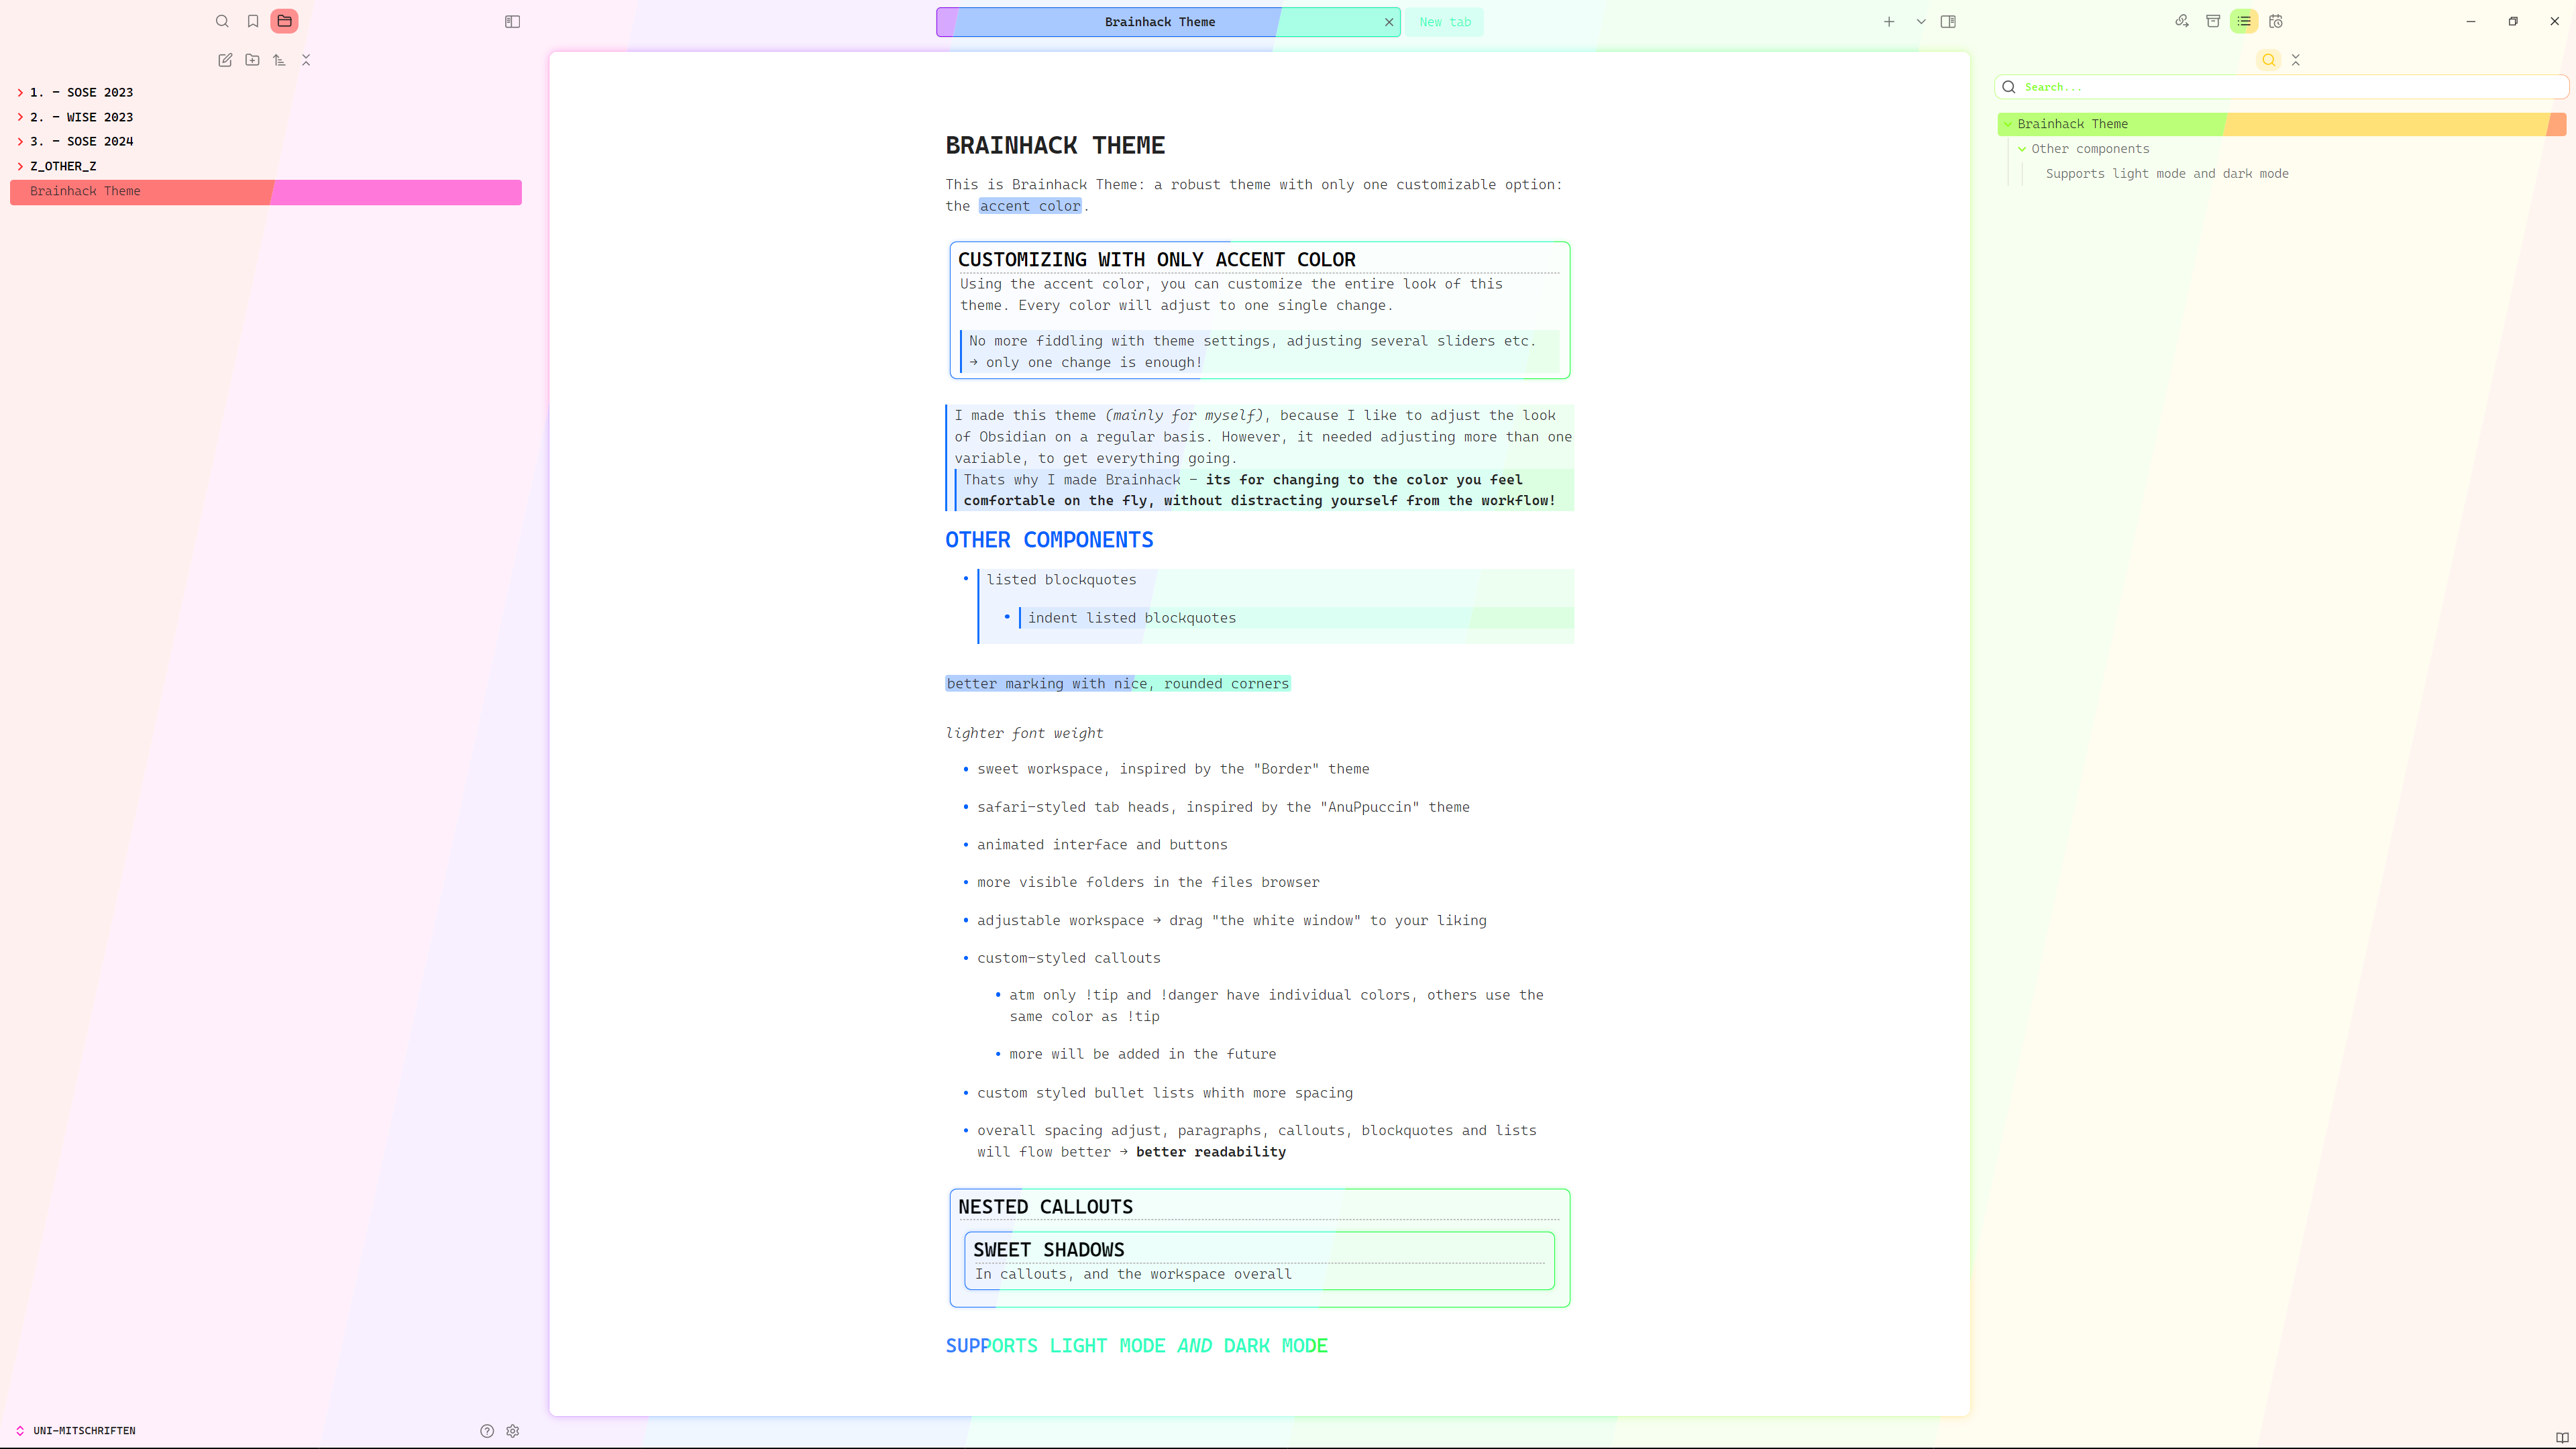 Brainhack Theme
New tab
1. - SOSE 2023
2. - WISE 2023
3. - SOSE 2024
Z_OTHER_Z
Brainhack Theme
BRAINHACK THEME
This is Brainhack Theme: a robust theme with only one customizable option:
the accent color.
CUSTOMIZING WITH ONLY ACCENT COLOR
Using the accent color, you can customize the entire look of this
theme. Every color will adjust to one single change.
No more fiddling with theme settings, adjusting several sliders etc.
→ only one change is enough!
I made this theme (mainly for myself), because I like to adjust the look
of Obsidian on a regular basis. However, it needed adjusting more than one
variable, to get everything going.
Thats why I made Brainhack – its for changing to the color you feel
comfortable on the fly, without distracting yourself from the workflow!
OTHER COMPONENTS
• listed blockquotes
• indent listed blockquotes
better marking with nice, rounded corners
lighter font weight
• sweet workspace, inspired by the "Border" theme
• safari-styled tab heads, inspired by the "AnuPpuccin" theme
• animated interface and buttons
• more visible folders in the files browser
• adjustable workspace → drag "the white window" to your liking
• custom-styled callouts
• atm only !tip and !danger have individual colors, others use the
same color as !tip
• more will be added in the future
• custom styled bullet lists whith more spacing
• overall spacing adjust, paragraphs, callouts, blockquotes and lists
will flow better → better readability
NESTED CALLOUTS
SWEET SHADOWS
In callouts, and the workspace overall
SUPPORTS LIGHT MODE AND DARK MODE
Search...
Brainhack Theme
Other components
Supports light mode and dark mode
UNI-MITSCHRIFTEN